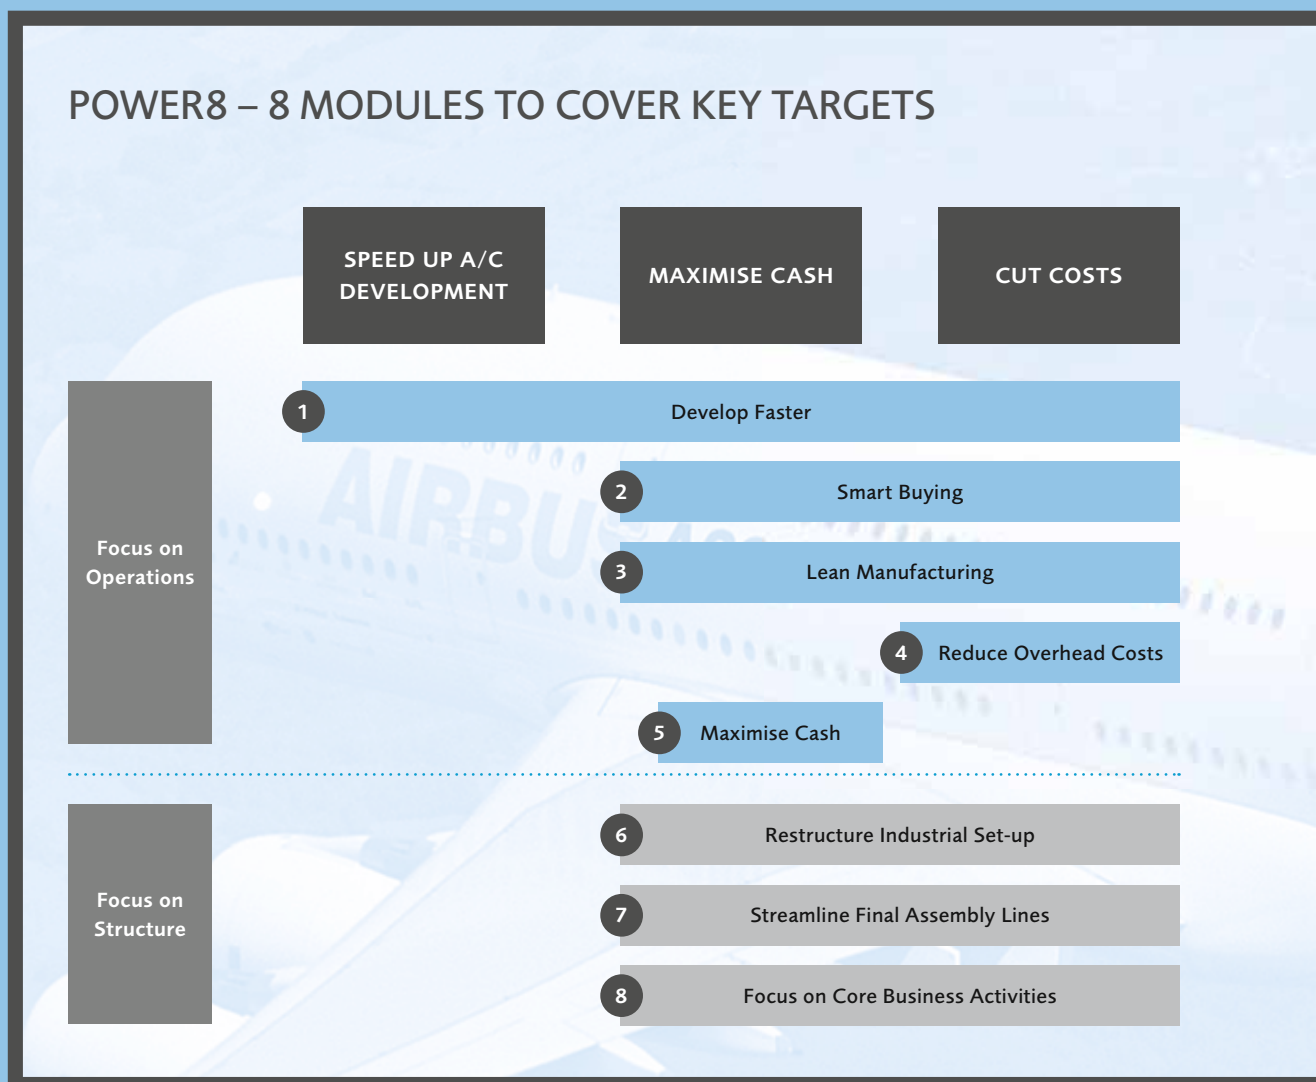 POWER8 – 8 MODULES TO COVER KEY TARGETS
SPEED UP A/C
DEVELOPMENT
MAXIMISE CASH
CUT COSTS
Focus on
Operations
1
Develop Faster
2
Smart Buying
3
Lean Manufacturing
4
Reduce Overhead Costs
5
Maximise Cash
AIRBUS
Focus on
Structure
6
Restructure Industrial Set-up
7
Streamline Final Assembly Lines
8
Focus on Core Business Activities